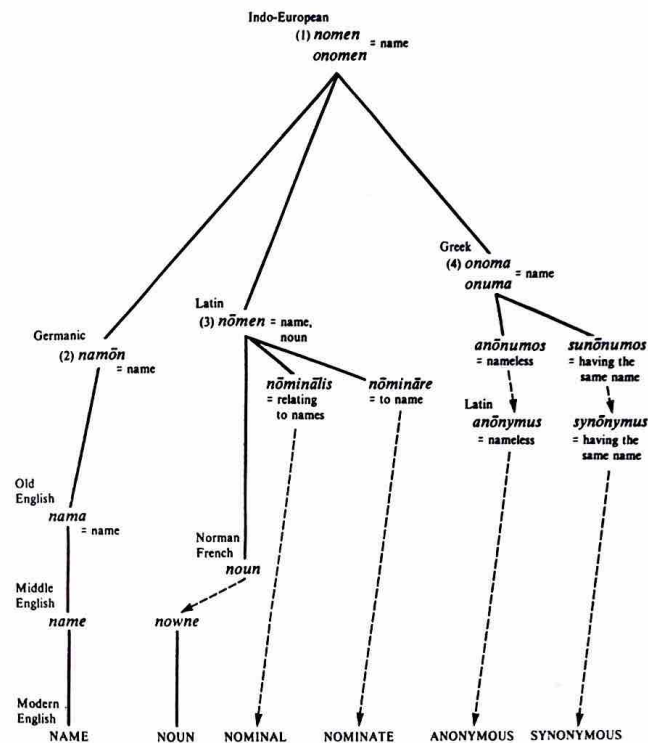 Indo-European
(1) nomen
onomen
= name
Greek
(4) onoma
onuma
= name
Latin
(3) nōmen = name,
noun
Germanic
(2) namōn
= name
anōnumos
= nameless
sunōnumos
= having the
same name
nōminālis
= relating
to names
nōmināre
= to name
Latin
anōnymus
= nameless
synōnymus
= having the
same name
Old
English
nama
= name
Norman
French
noun
Middle
English
name
nowne
Modern
English
NAME NOUN NOMINAL NOMINATE ANONYMOUS SYNONYMOUS